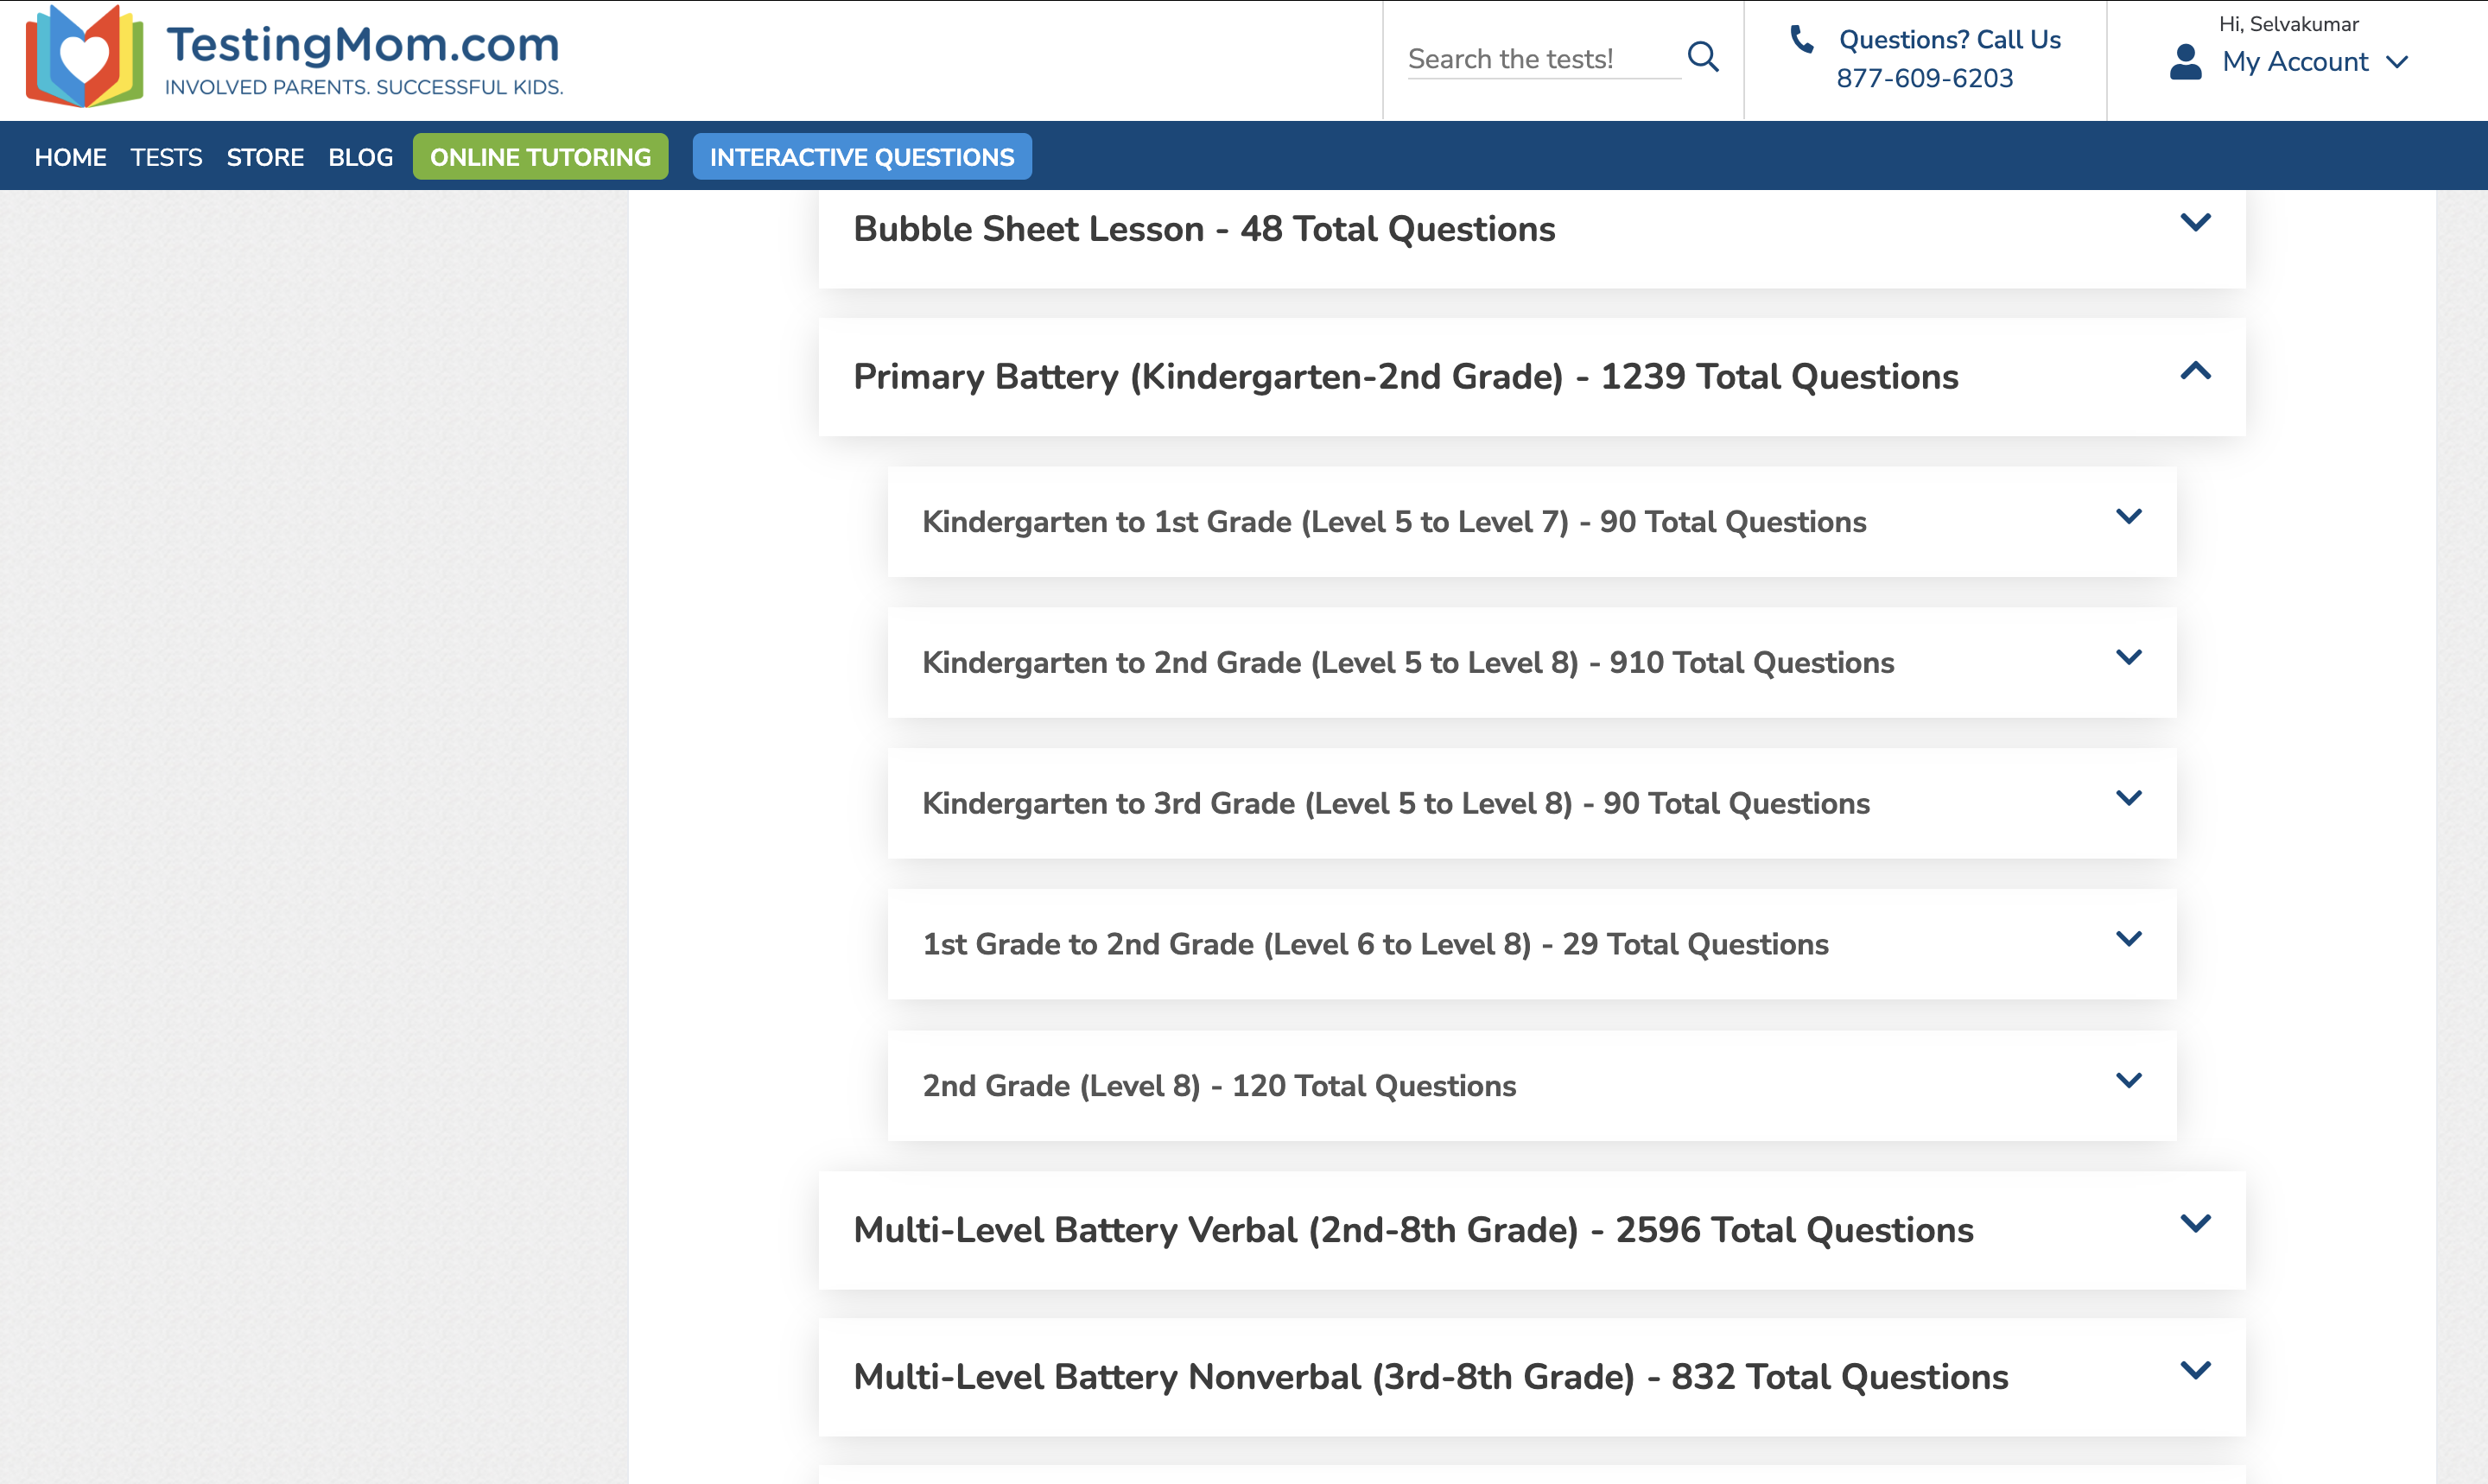 TestingMom.com
INVOLVED PARENTS. SUCCESSFUL KIDS.
Search the tests!
Questions? Call Us
877-609-6203
Hi, Selvakumar
My Account
HOME TESTS STORE BLOG ONLINE TUTORING INTERACTIVE QUESTIONS
Bubble Sheet Lesson - 48 Total Questions
Primary Battery (Kindergarten-2nd Grade) - 1239 Total Questions
Kindergarten to 1st Grade (Level 5 to Level 7) - 90 Total Questions
Kindergarten to 2nd Grade (Level 5 to Level 8) - 910 Total Questions
Kindergarten to 3rd Grade (Level 5 to Level 8) - 90 Total Questions
1st Grade to 2nd Grade (Level 6 to Level 8) - 29 Total Questions
2nd Grade (Level 8) - 120 Total Questions
Multi-Level Battery Verbal (2nd-8th Grade) - 2596 Total Questions
Multi-Level Battery Nonverbal (3rd-8th Grade) - 832 Total Questions